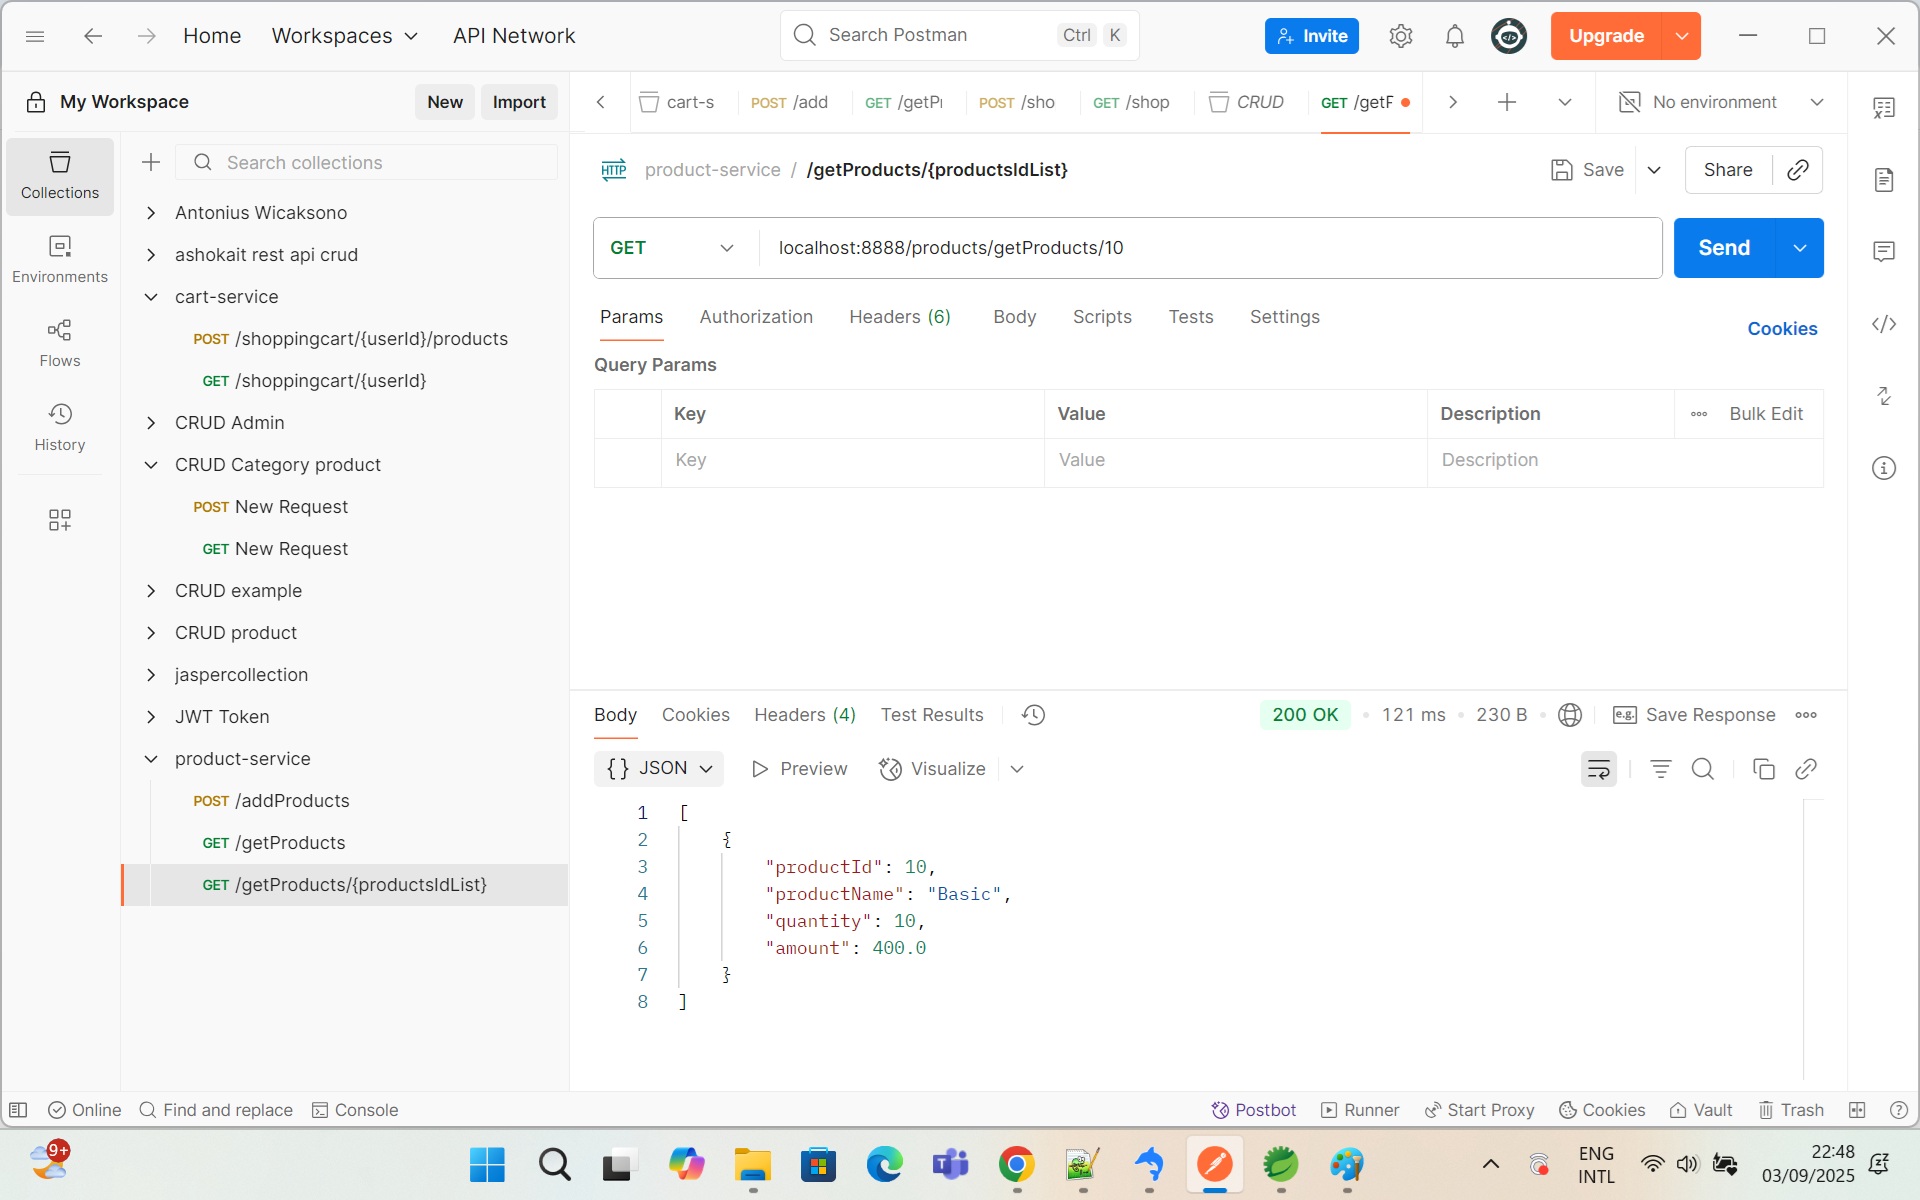 Home Workspaces API Network
Search Postman Ctrl K
Invite
Upgrade
My Workspace
New Import
cart-s POST /add GET /getPr POST /sho GET /shop CRUD GET /getF
No environment
Collections
Environments
Flows
History
Search collections
Antonius Wicaksono
ashokait rest api crud
cart-service
POST /shoppingcart/{userId}/products
GET /shoppingcart/{userId}
CRUD Admin
CRUD Category product
POST New Request
GET New Request
CRUD example
CRUD product
jaspercollection
JWT Token
product-service
POST /addProducts
GET /getProducts
GET /getProducts/{productsIdList}
HTTP product-service / /getProducts/{productsIdList}
Save Share
GET localhost:8888/products/getProducts/10
Send
Params Authorization Headers (6) Body Scripts Tests Settings
Cookies
Query Params
Key Value Description Bulk Edit
Key Value Description
Body Cookies Headers (4) Test Results
200 OK • 121 ms • 230 B • e.g. Save Response
{} JSON Preview Visualize
1 [
2 {
3 "productId": 10,
4 "productName": "Basic",
5 "quantity": 10,
6 "amount": 400.0
7 }
8 ]
Online Find and replace Console
Postbot Runner Start Proxy Cookies Vault Trash
9+
ENG
INTL
22:48
03/09/2025